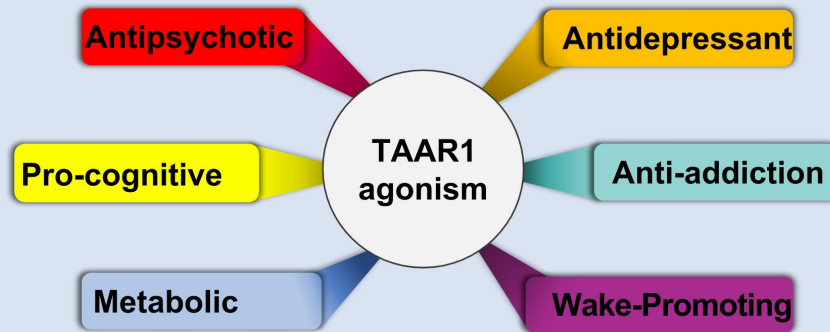 Antipsychotic
Antidepressant
Pro-cognitive
TAAR1
agonism
Anti-addiction
Metabolic
Wake-Promoting